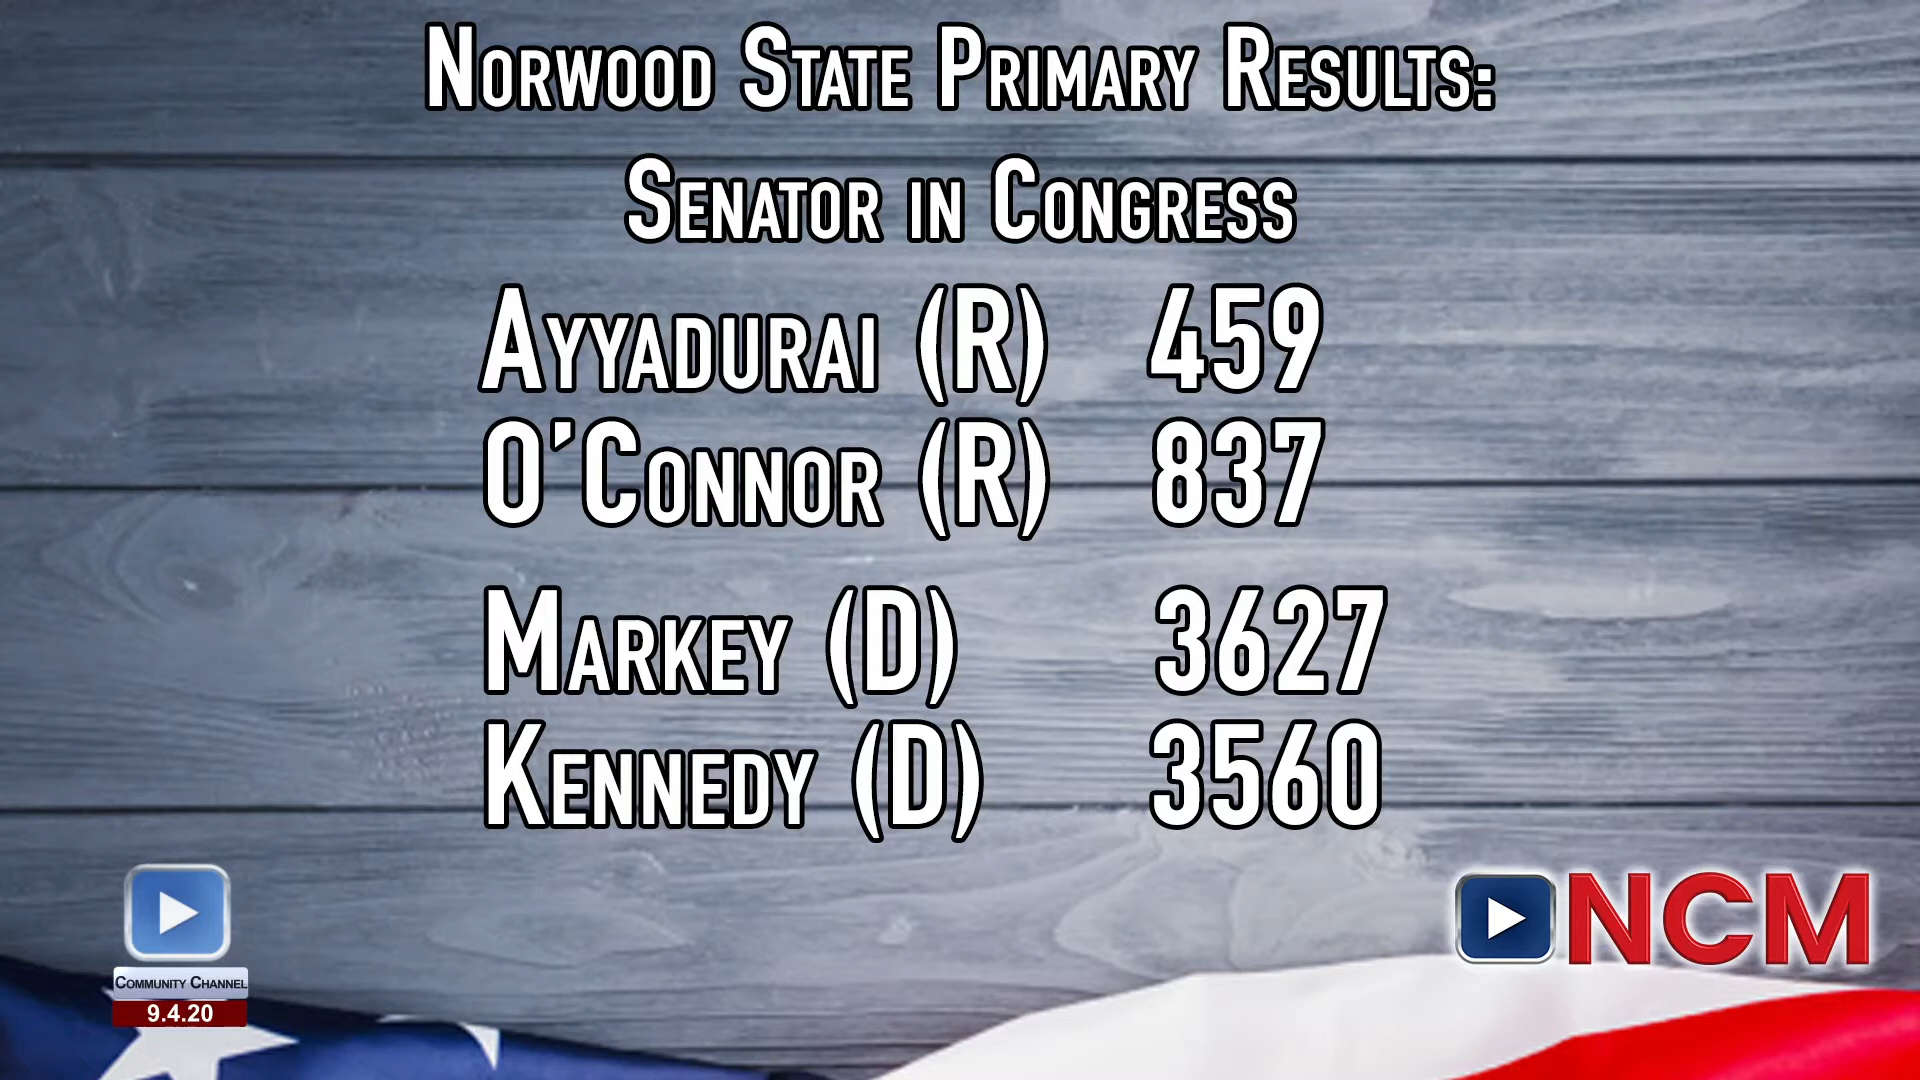 Norwood State Primary Results:
Senator in Congress
Ayyadurai (R) 459
O'Connor (R) 837
Markey (D) 3627
Kennedy (D) 3560
NCM
Community Channel
9.4.20